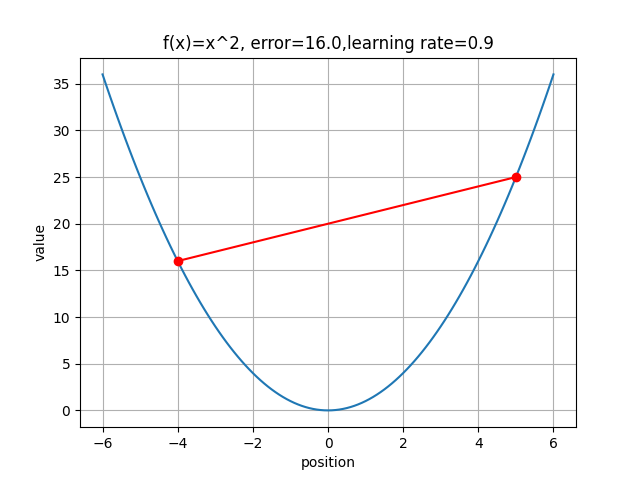 f(x)=x^2, error=16.0,learning rate=0.9
value
35
30
25
20
15
10
5
0
−6 −4 −2 0 2 4 6
position